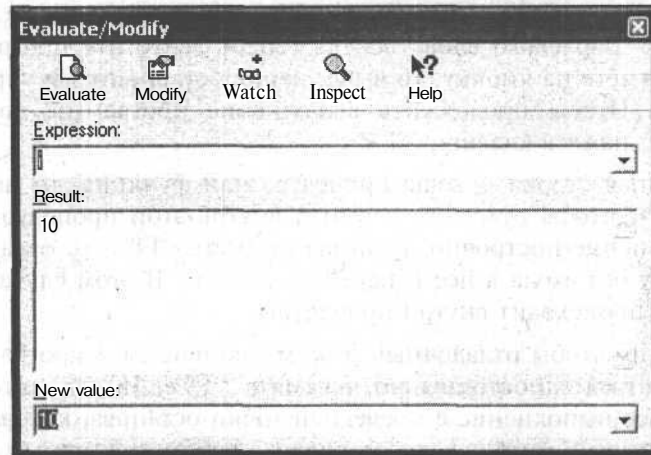 Evaluate/Modify
Evaluate Modify Watch Inspect Help
Expression:
i
Result:
10
New value:
10